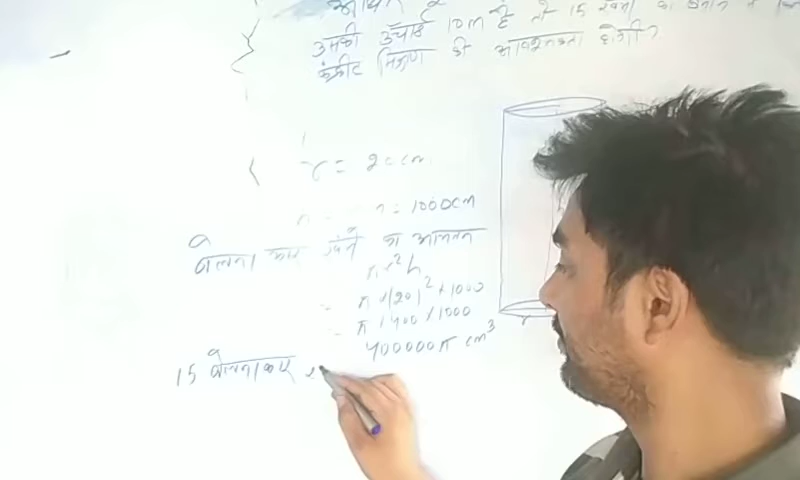 उसकी ऊँचाई 10m है तो 15 का
कंक्रीट मिश्रण की आवश्यकता होगी?
r = 20cm
h = 1000cm
बेलनाकार खंभे का आयतन
πr²h
= π×(20)²×1000
= π×400×1000
400000π cm³
15 बेलनाकार